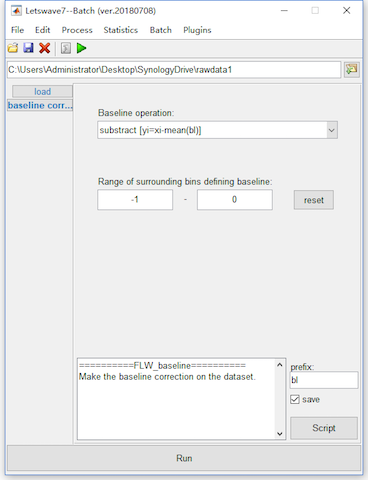 Letswave7--Batch (ver.20180708)
File Edit Process Statistics Batch Plugins
C:\Users\Administrator\Desktop\SynologyDrive\rawdata1
load
baseline corr...
Baseline operation:
substract [yi=xi-mean(bl)]
Range of surrounding bins defining baseline:
-1 - 0 reset
==========FLW_baseline==========
Make the baseline correction on the dataset.
prefix:
bl
save
Script
Run